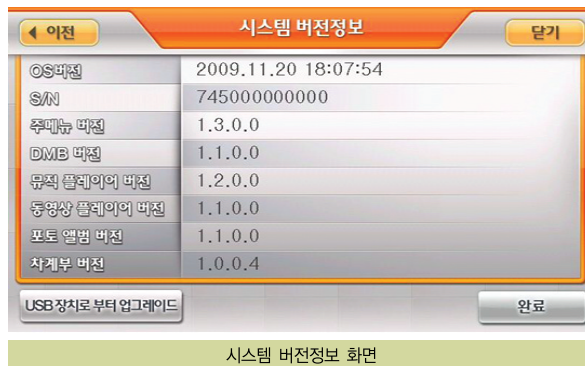 이전
시스템 버전정보
닫기
OS버전 2009.11.20 18:07:54
S/N 745000000000
주메뉴 버전 1.3.0.0
DMB 버전 1.1.0.0
뮤직 플레이어 버전 1.2.0.0
동영상 플레이어 버전 1.1.0.0
포토 앨범 버전 1.1.0.0
차계부 버전 1.0.0.4
USB 장치로 부터 업그레이드
완료
시스템 버전정보 화면